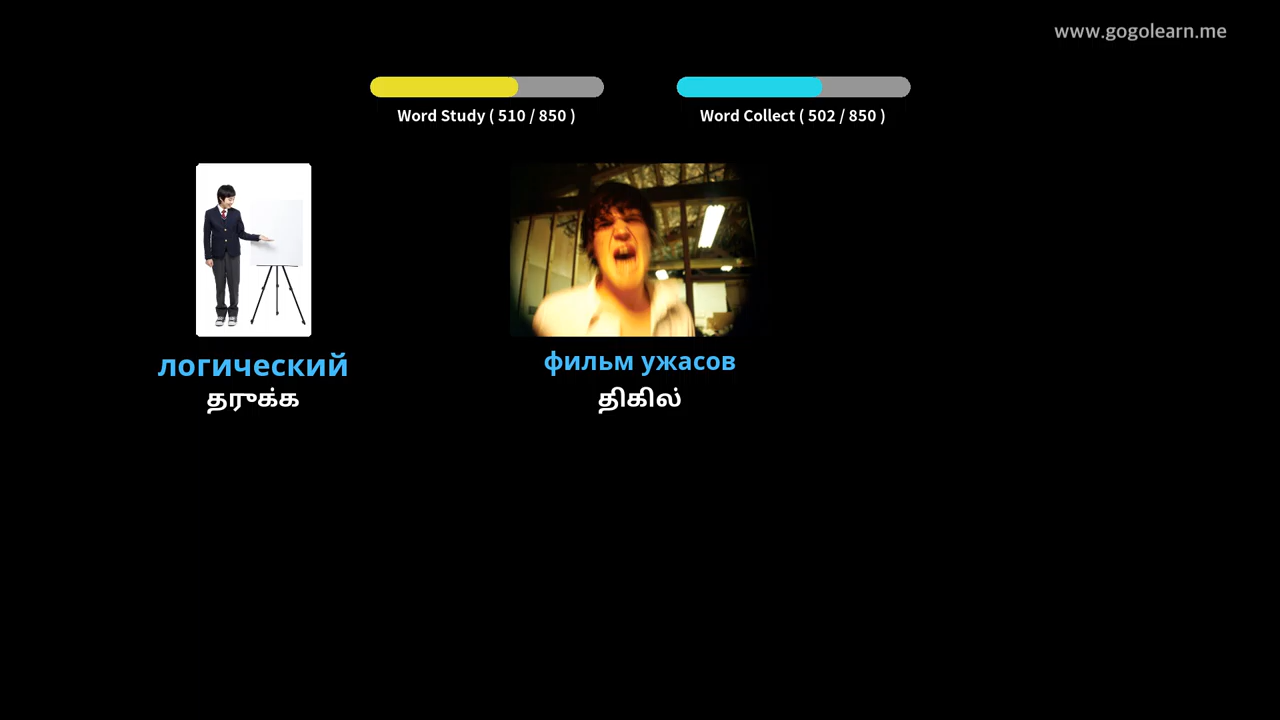 www.gogolearn.me
Word Study ( 510 / 850 )
Word Collect ( 502 / 850 )
логический
தருக்க
фильм ужасов
திகில்